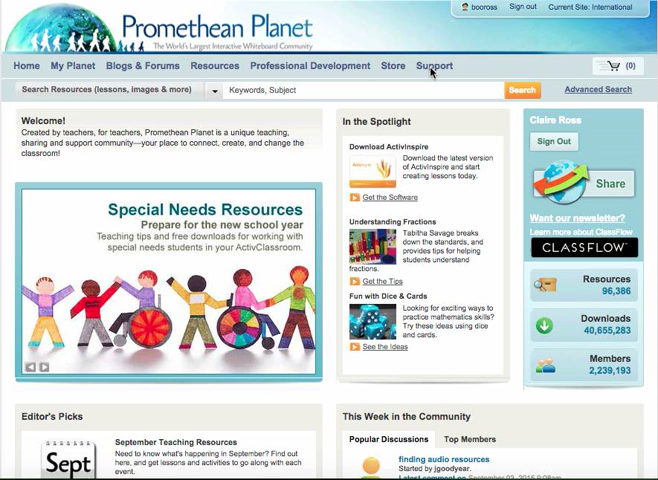 booross Sign out Current Site: International
Promethean Planet
The World's Largest Interactive Whiteboard Community
Home My Planet Blogs & Forums Resources Professional Development Store Support (0)
Search Resources (lessons, images & more) Keywords, Subject Search Advanced Search
Welcome!
Created by teachers, for teachers, Promethean Planet is a unique teaching,
sharing and support community—your place to connect, create, and change the
classroom!
Special Needs Resources
Prepare for the new school year
Teaching tips and free downloads for working with
special needs students in your ActivClassroom.
In the Spotlight
Download ActivInspire
Download the latest version
of ActivInspire and start
creating lessons today.
Get the Software
Understanding Fractions
Tabitha Savage breaks
down the standards, and
provides tips for helping
students understand
fractions.
Get the Tips
Fun with Dice & Cards
Looking for exciting ways to
practice mathematics skills?
Try these ideas using dice
and cards.
See the Ideas
Claire Ross
Sign Out
Share
Want our newsletter?
Learn more about ClassFlow
CLASSFLOW
Resources
96,386
Downloads
40,655,283
Members
2,239,193
Editor's Picks
Sept
September Teaching Resources
Need to know what's happening in September? Find out
here, and get lessons and activities to go along with each
event.
This Week in the Community
Popular Discussions Top Members
finding audio resources
Started by jgoodyear.
Latest comment on September 03, 2015 9:08am